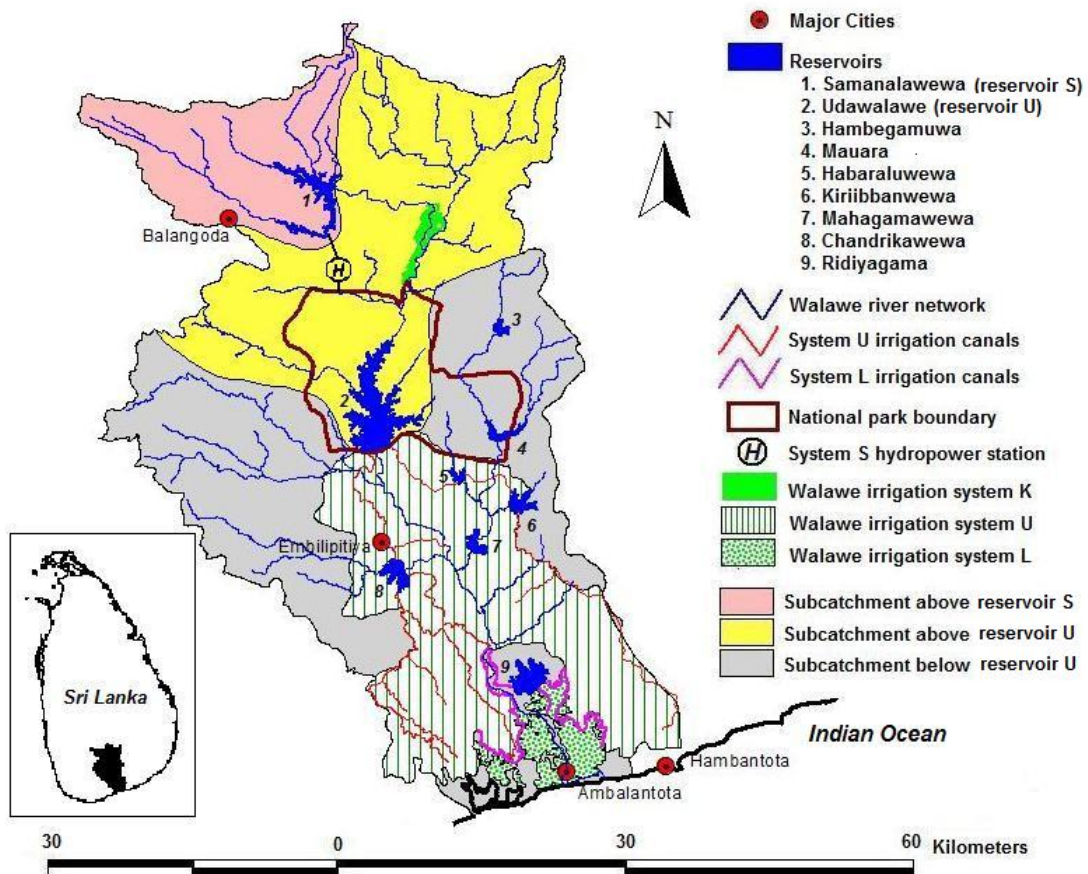 Major Cities
Reservoirs
1. Samanalawewa (reservoir S)
2. Udawalawe (reservoir U)
3. Hambegamuwa
4. Mauara
5. Habaraluwewa
6. Kiriibbanwewa
7. Mahagamawewa
8. Chandrikawewa
9. Ridiyagama
Walawe river network
System U irrigation canals
System L irrigation canals
National park boundary
H System S hydropower station
Walawe irrigation system K
Walawe irrigation system U
Walawe irrigation system L
Subcatchment above reservoir S
Subcatchment above reservoir U
Subcatchment below reservoir U
N
1
Balangoda
H
3
2
4
5
6
Embilipitiya
7
8
9
Sri Lanka
Indian Ocean
Hambantota
Ambalantota
30 0 30 60 Kilometers